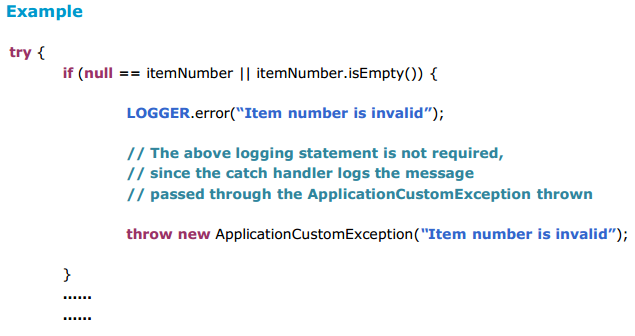 Example
try {
if (null == itemNumber || itemNumber.isEmpty()) {
LOGGER.error(“Item number is invalid”);
// The above logging statement is not required,
// since the catch handler logs the message
// passed through the ApplicationCustomException thrown
throw new ApplicationCustomException(“Item number is invalid”);
}
......
......